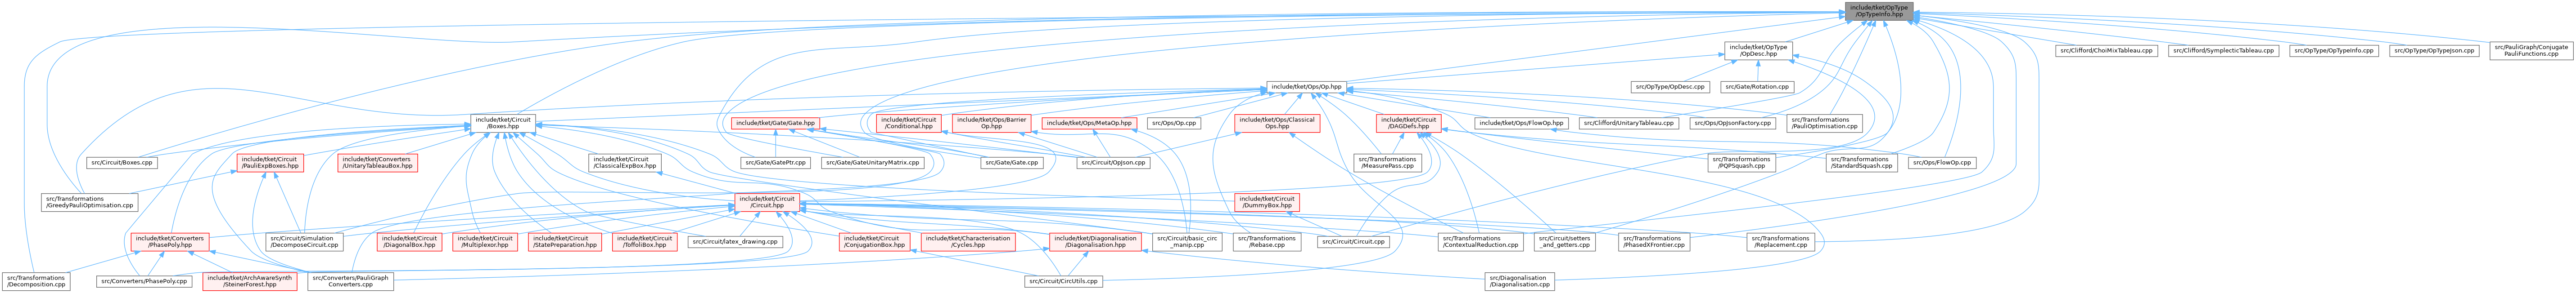 include/tket/OpType
/OpTypeInfo.hpp
include/tket/OpType
/OpDesc.hpp
src/Clifford/ChoiMixTableau.cpp
src/Clifford/SymplecticTableau.cpp
src/OpType/OpTypeInfo.cpp
src/OpType/OpTypeJson.cpp
src/PauliGraph/Conjugate
PauliFunctions.cpp
include/tket/Ops/Op.hpp
src/OpType/OpDesc.cpp
src/Gate/Rotation.cpp
include/tket/Circuit
/Boxes.hpp
include/tket/Gate/Gate.hpp
include/tket/Circuit
/Conditional.hpp
include/tket/Ops/Barrier
Op.hpp
include/tket/Ops/MetaOp.hpp
src/Ops/Op.cpp
include/tket/Ops/Classical
Ops.hpp
include/tket/Circuit
/DAGDefs.hpp
include/tket/Ops/FlowOp.hpp
src/Clifford/UnitaryTableau.cpp
src/Ops/OpJsonFactory.cpp
src/Transformations
/PauliOptimisation.cpp
src/Circuit/Boxes.cpp
include/tket/Circuit
/PauliExpBoxes.hpp
include/tket/Converters
/UnitaryTableauBox.hpp
include/tket/Circuit
/ClassicalExpBox.hpp
src/Gate/GatePtr.cpp
src/Gate/GateUnitaryMatrix.cpp
src/Gate/Gate.cpp
src/Circuit/OpJson.cpp
src/Transformations
/MeasurePass.cpp
src/Transformations
/PQPSquash.cpp
src/Transformations
/StandardSquash.cpp
src/Ops/FlowOp.cpp
src/Transformations
/GreedyPauliOptimisation.cpp
include/tket/Circuit
/Circuit.hpp
include/tket/Circuit
/DummyBox.hpp
include/tket/Converters
/PhasePoly.hpp
src/Circuit/Simulation
/DecomposeCircuit.cpp
include/tket/Circuit
/DiagonalBox.hpp
include/tket/Circuit
/Multiplexor.hpp
include/tket/Circuit
/StatePreparation.hpp
include/tket/Circuit
/ToffoliBox.hpp
src/Circuit/latex_drawing.cpp
include/tket/Circuit
/ConjugationBox.hpp
include/tket/Characterisation
/Cycles.hpp
include/tket/Diagonalisation
/Diagonalisation.hpp
src/Circuit/basic_circ
_manip.cpp
src/Transformations
/Rebase.cpp
src/Circuit/Circuit.cpp
src/Transformations
/ContextualReduction.cpp
src/Circuit/setters
_and_getters.cpp
src/Transformations
/PhasedXFrontier.cpp
src/Transformations
/Replacement.cpp
src/Transformations
/Decomposition.cpp
src/Converters/PhasePoly.cpp
include/tket/ArchAwareSynth
/SteinerForest.hpp
src/Converters/PauliGraph
Converters.cpp
src/Circuit/CircUtils.cpp
src/Diagonalisation
/Diagonalisation.cpp